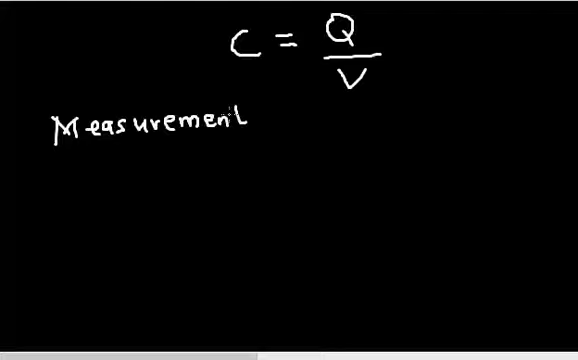 C = Q/V
Measurement